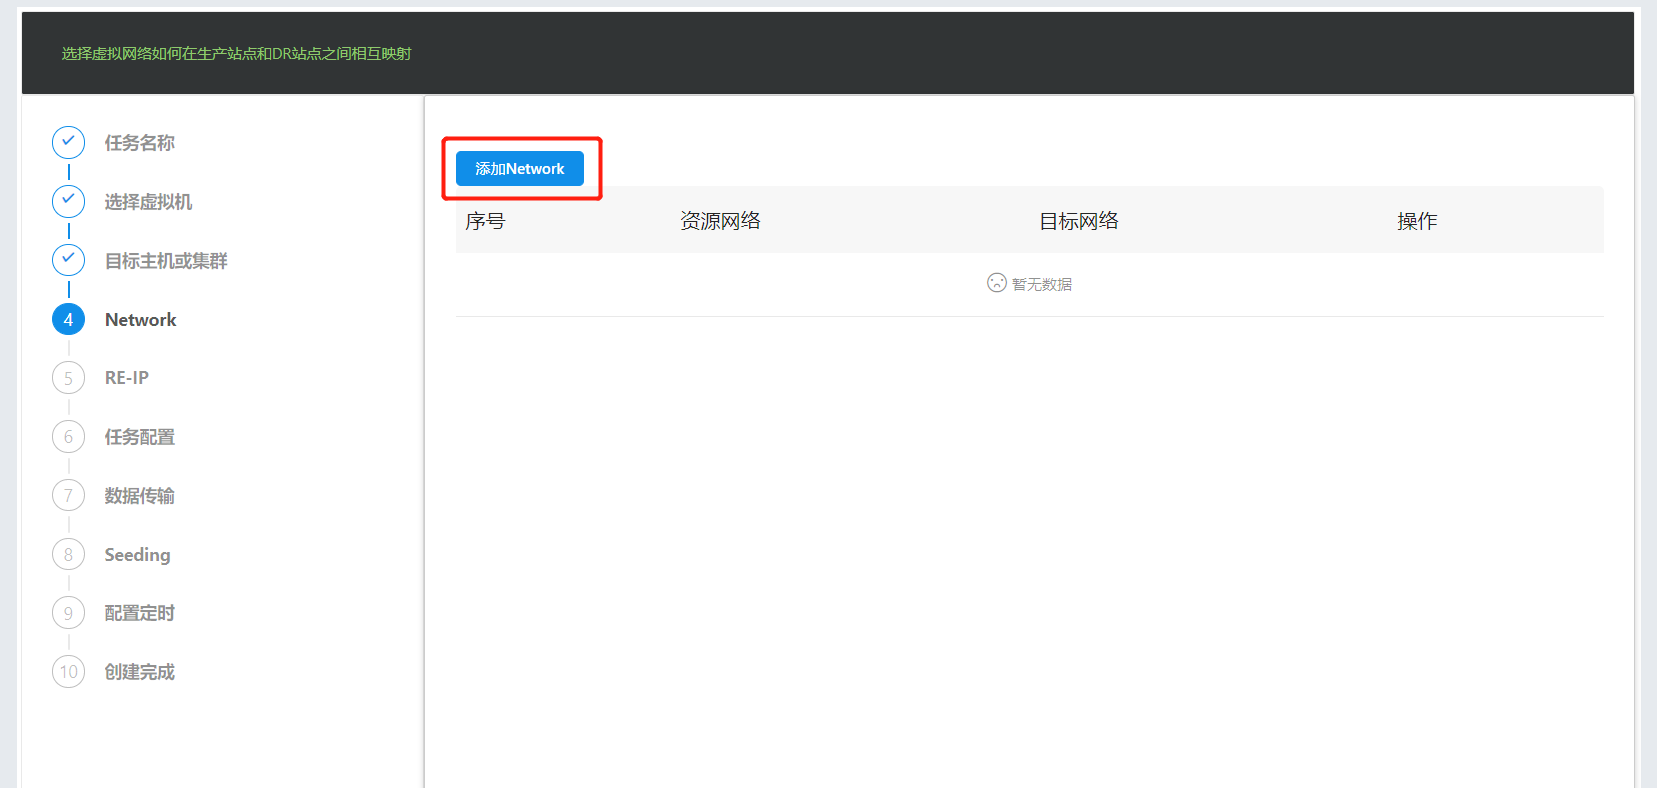 选择虚拟网络如何在生产站点和DR站点之间相互映射
任务名称
选择虚拟机
目标主机或集群
4 Network
5 RE-IP
6 任务配置
7 数据传输
8 Seeding
9 配置定时
10 创建完成
添加Network
序号 资源网络 目标网络 操作
暂无数据